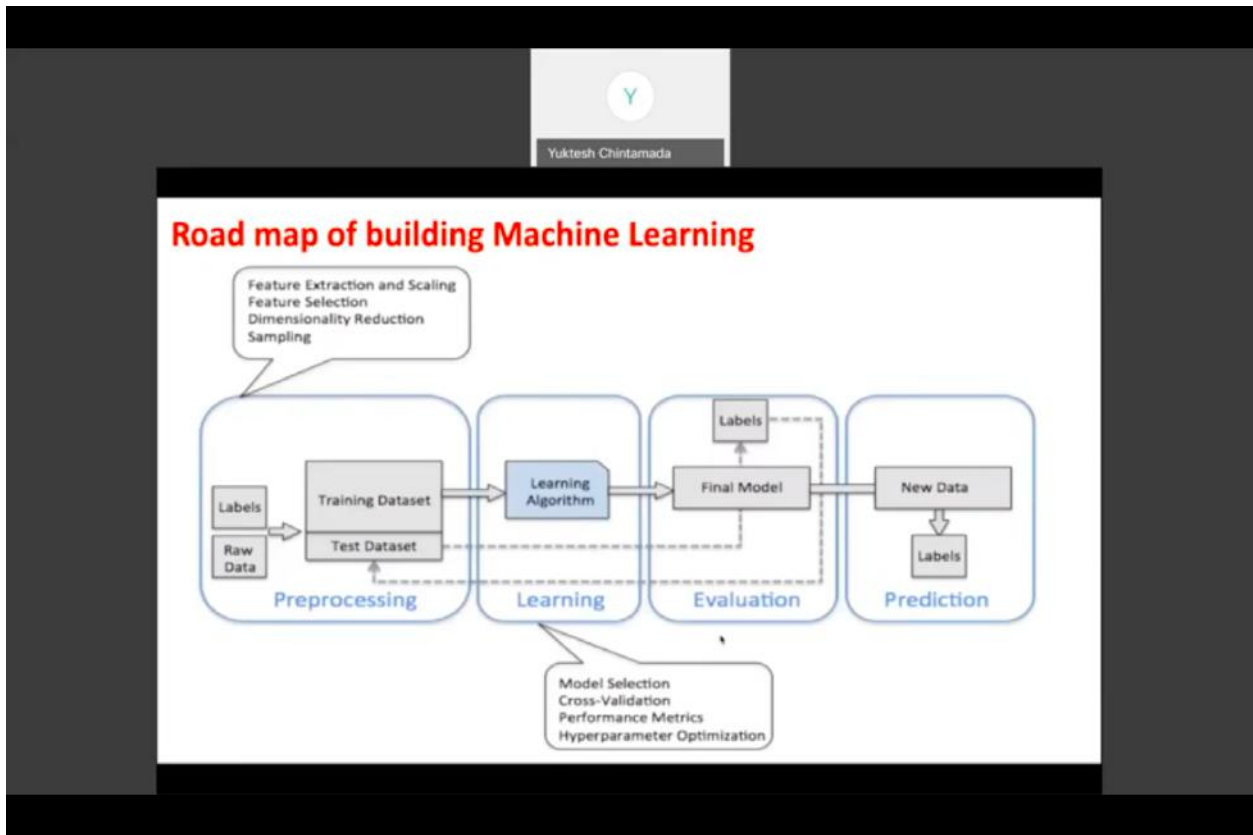 Y
Yuktesh Chintamada
Road map of building Machine Learning
Feature Extraction and Scaling
Feature Selection
Dimensionality Reduction
Sampling
Labels
Raw
Data
Training Dataset
Test Dataset
Preprocessing
Learning
Algorithm
Learning
Labels
Final Model
Evaluation
New Data
Labels
Prediction
Model Selection
Cross-Validation
Performance Metrics
Hyperparameter Optimization